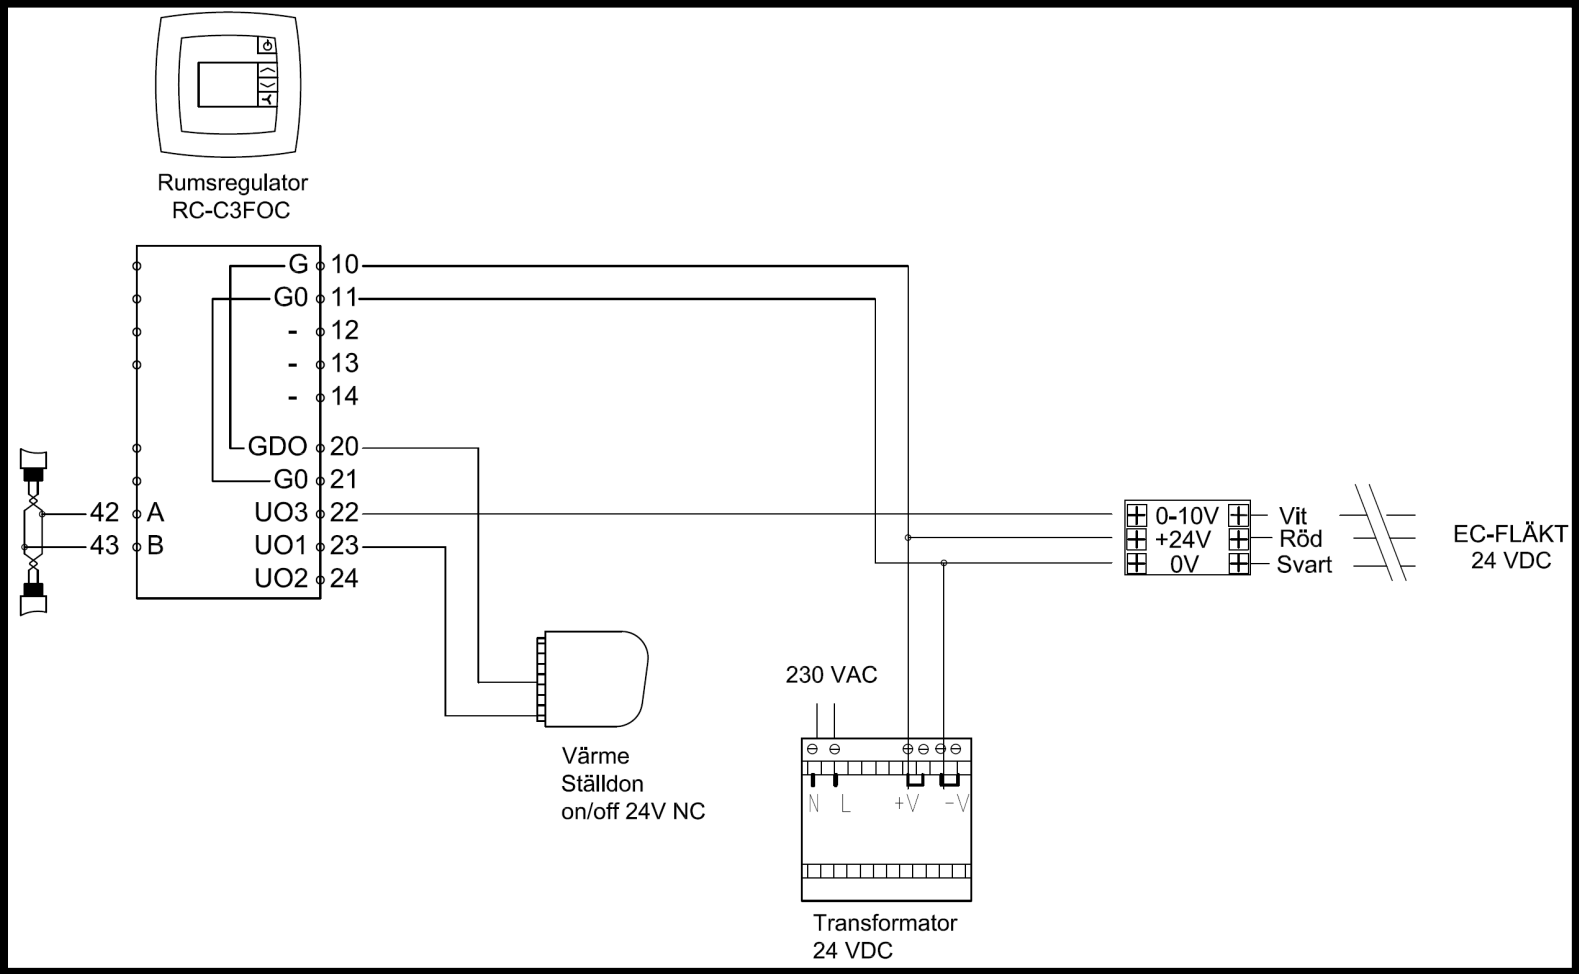 Rumsregulator
RC-C3FOC
G 10
G0 11
- 12
- 13
- 14
GDO 20
G0 21
42 A UO3 22
43 B UO1 23
UO2 24
0-10V Vit
+24V Röd
0V Svart
EC-FLÄKT
24 VDC
230 VAC
Värme
Ställdon
on/off 24V NC
N L +V -V
Transformator
24 VDC